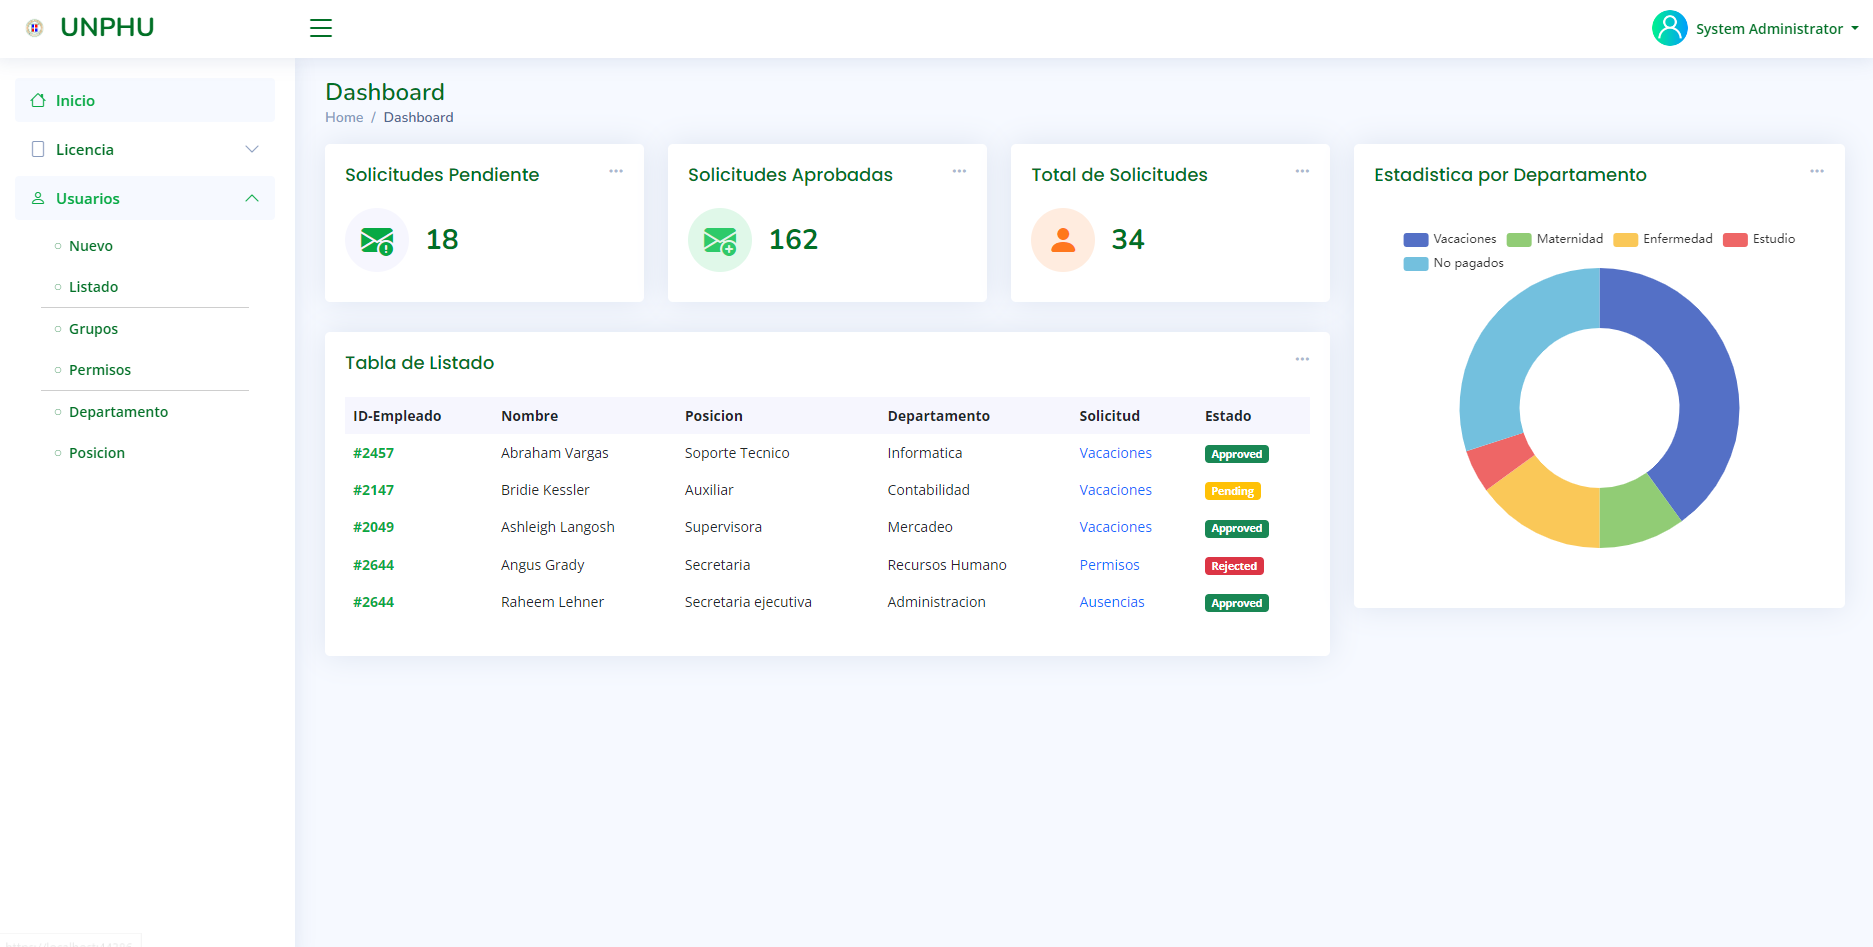 UNPHU
System Administrator
Inicio
Licencia
Usuarios
Nuevo
Listado
Grupos
Permisos
Departamento
Posicion
Dashboard
Home / Dashboard
Solicitudes Pendiente
18
Solicitudes Aprobadas
162
Total de Solicitudes
34
Tabla de Listado
ID-Empleado Nombre Posicion Departamento Solicitud Estado
#2457 Abraham Vargas Soporte Tecnico Informatica Vacaciones Approved
#2147 Bridie Kessler Auxiliar Contabilidad Vacaciones Pending
#2049 Ashleigh Langosh Supervisora Mercadeo Vacaciones Approved
#2644 Angus Grady Secretaria Recursos Humano Permisos Rejected
#2644 Raheem Lehner Secretaria ejecutiva Administracion Ausencias Approved
Estadistica por Departamento
Vacaciones Maternidad Enfermedad Estudio
No pagados